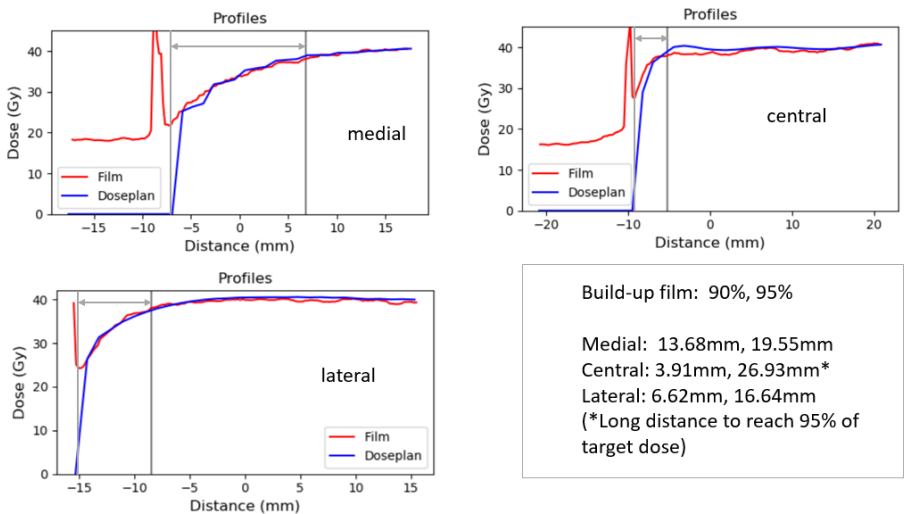 Profiles
Dose (Gy)
40
30
20
10
0
medial
Film
Doseplan
−15
−10
−5
0
5
10
15
Distance (mm)
Profiles
Dose (Gy)
40
30
20
10
0
central
Film
Doseplan
−20
−10
0
10
20
Distance (mm)
Profiles
Dose (Gy)
40
30
20
10
0
lateral
Film
Doseplan
−15
−10
−5
0
5
10
15
Distance (mm)
Build-up film: 90%, 95%
Medial: 13.68mm, 19.55mm
Central: 3.91mm, 26.93mm*
Lateral: 6.62mm, 16.64mm
(*Long distance to reach 95% of
target dose)